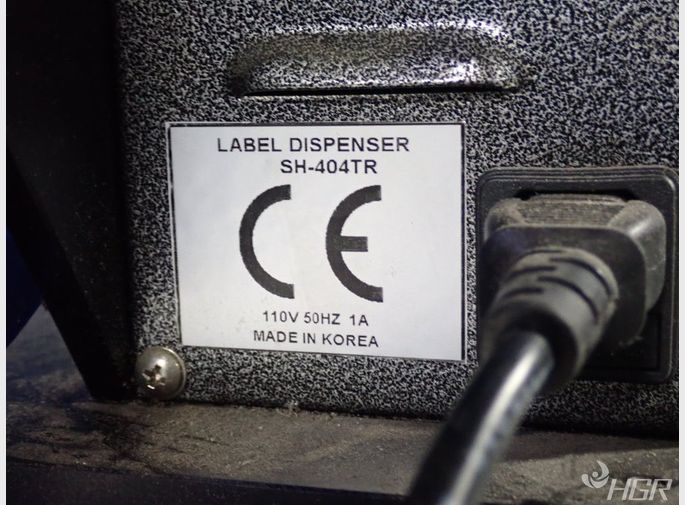 LABEL DISPENSER
SH-404TR
CE
110V 50HZ 1A
MADE IN KOREA
HGR